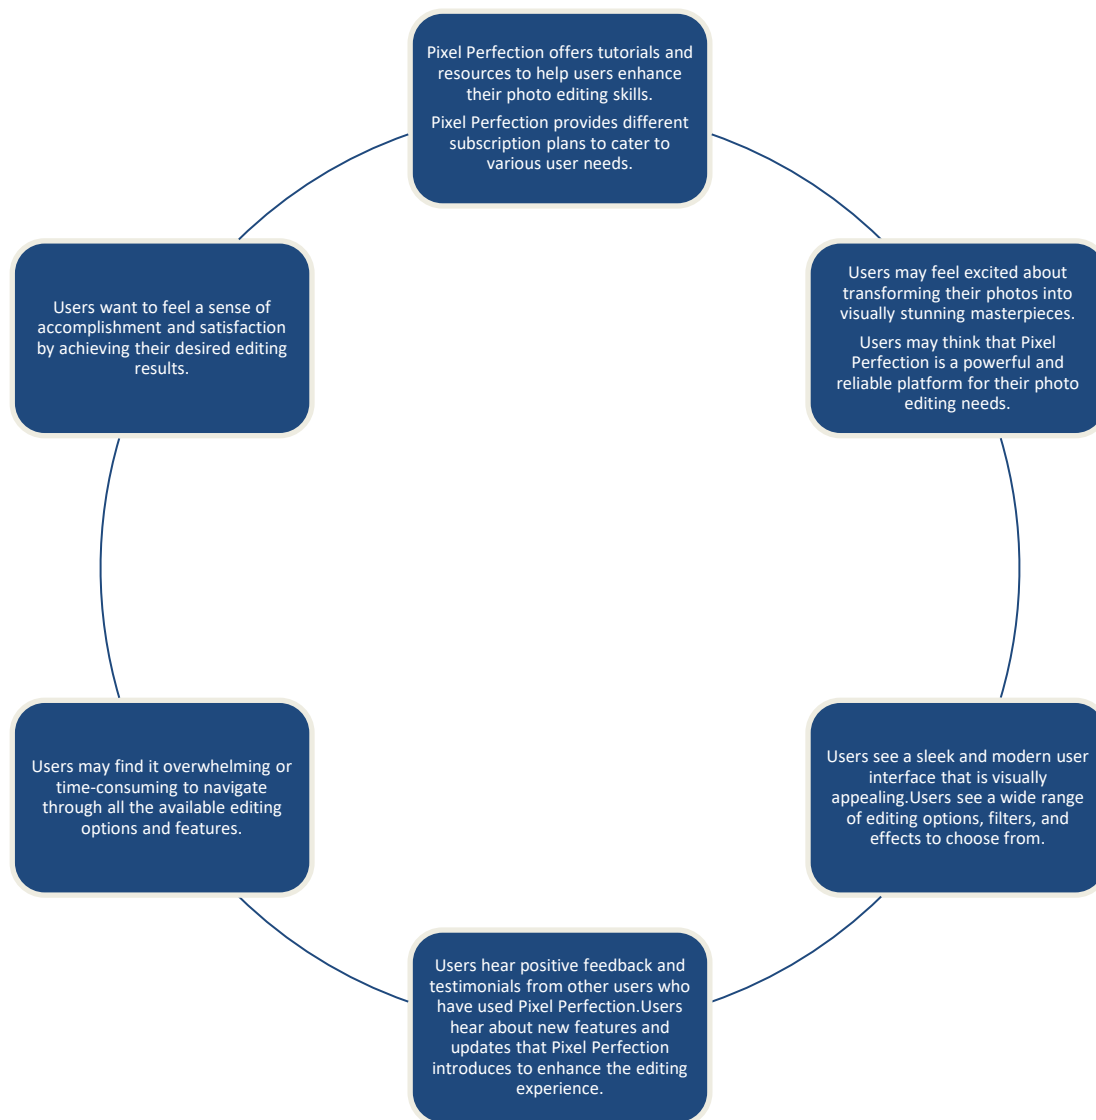 Pixel Perfection offers tutorials and
resources to help users enhance
their photo editing skills.
Pixel Perfection provides different
subscription plans to cater to
various user needs.
Users may feel excited about
transforming their photos into
visually stunning masterpieces.
Users may think that Pixel
Perfection is a powerful and
reliable platform for their photo
editing needs.
Users see a sleek and modern user
interface that is visually
appealing.Users see a wide range
of editing options, filters, and
effects to choose from.
Users hear positive feedback and
testimonials from other users who
have used Pixel Perfection.Users
hear about new features and
updates that Pixel Perfection
introduces to enhance the editing
experience.
Users may find it overwhelming or
time-consuming to navigate
through all the available editing
options and features.
Users want to feel a sense of
accomplishment and satisfaction
by achieving their desired editing
results.